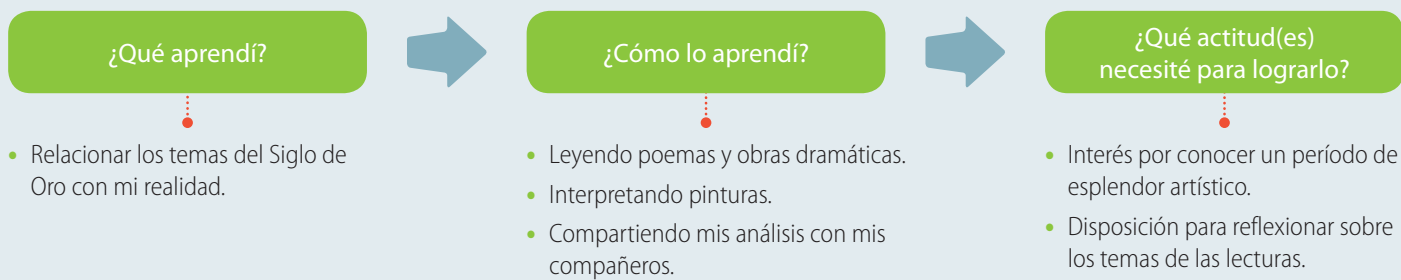 ¿Qué aprendí?
• Relacionar los temas del Siglo de
Oro con mi realidad.
¿Cómo lo aprendí?
• Leyendo poemas y obras dramáticas.
• Interpretando pinturas.
• Compartiendo mis análisis con mis
compañeros.
¿Qué actitud(es)
necesité para lograrlo?
• Interés por conocer un período de
esplendor artístico.
• Disposición para reflexionar sobre
los temas de las lecturas.